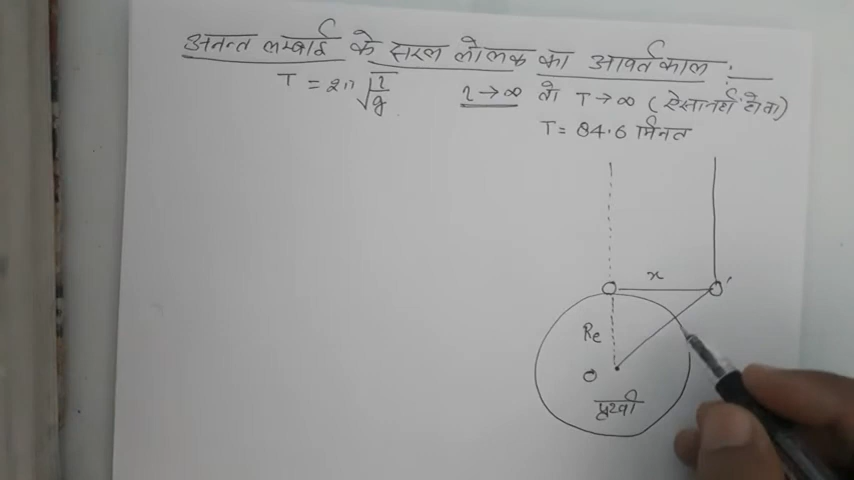 अनन्त लम्बाई के सरल लोलक का आवर्तकाल :
T = 2π √(l/g) l → ∞ तो T → ∞ (ऐसा नहीं होता)
T = 84.6 मिनट
x
Re
O
पृथ्वी